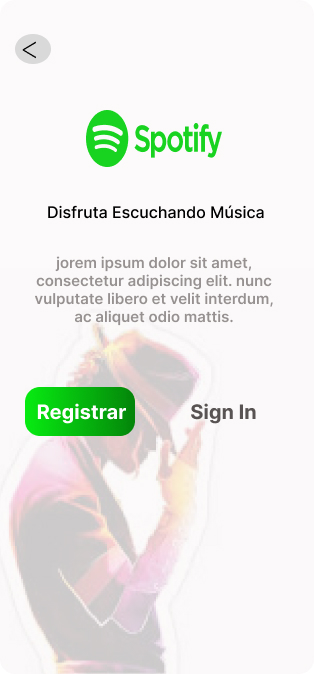 Spotify
Disfruta Escuchando Música
jorem ipsum dolor sit amet,
consectetur adipiscing elit. nunc
vulputate libero et velit interdum,
ac aliquet odio mattis.
Registrar
Sign In